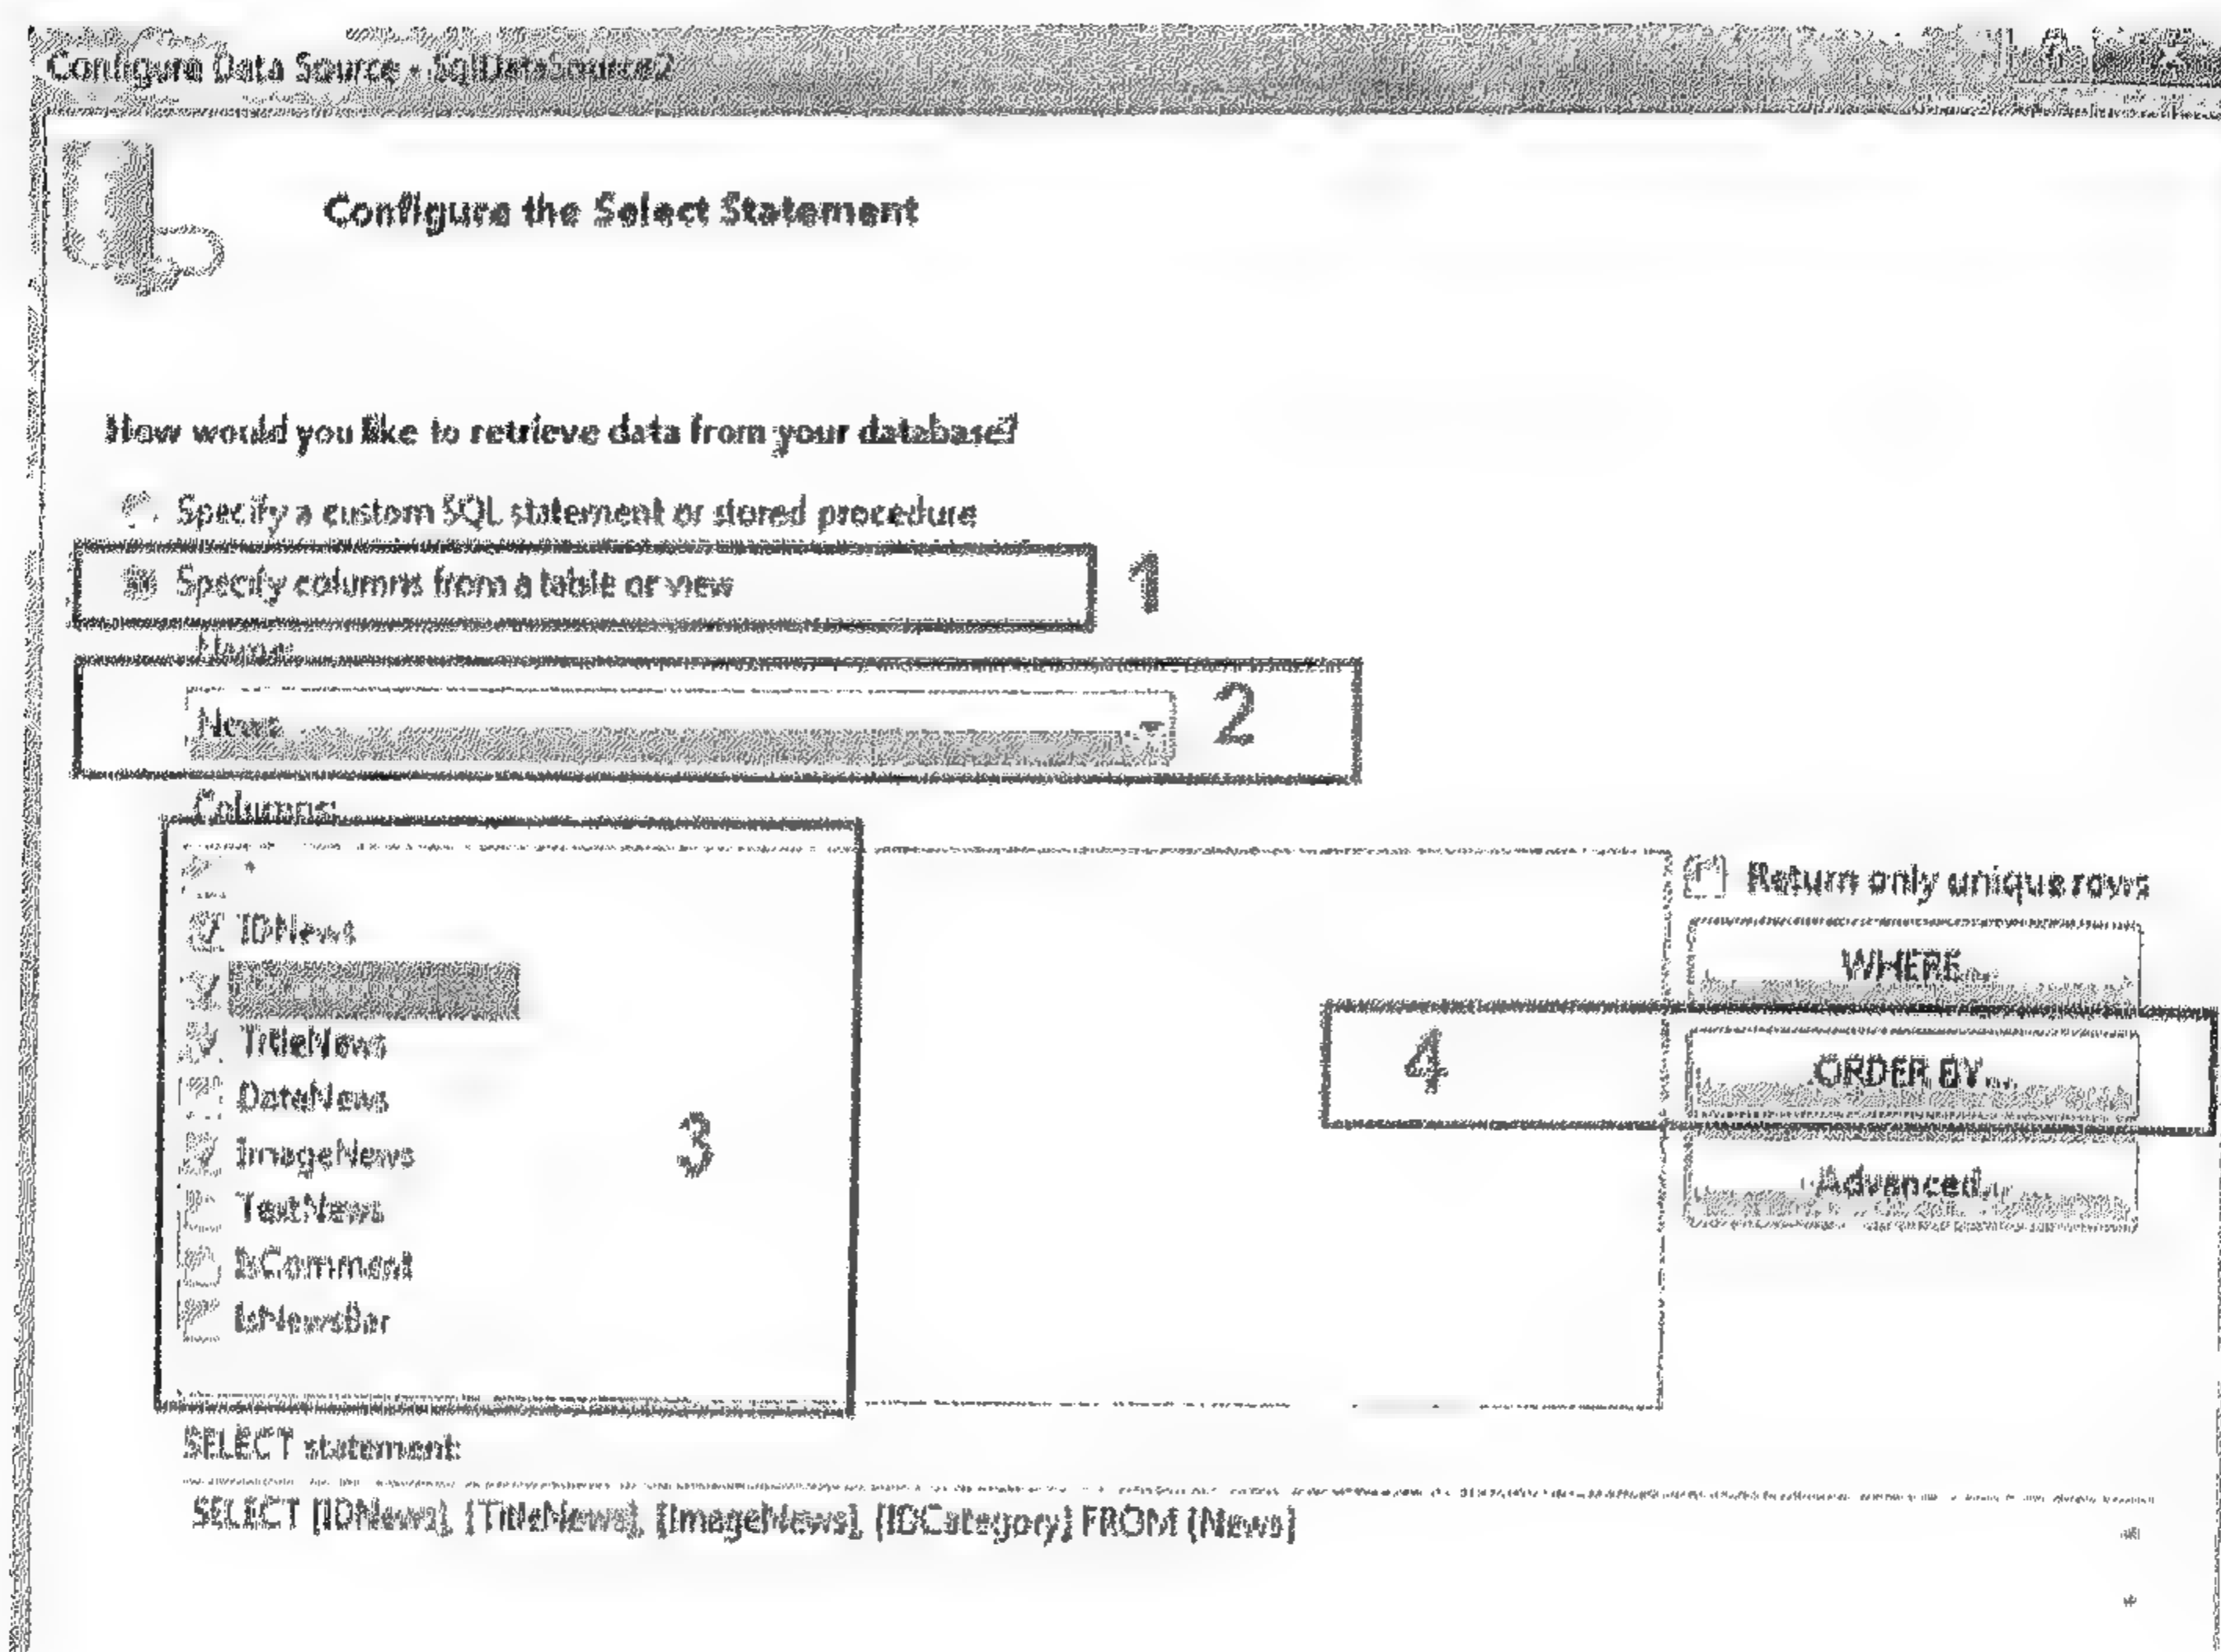 Configure Data Source - SqlDataSource2
Configure the Select Statement
How would you like to retrieve data from your database?
Specify a custom SQL statement or stored procedure
Specify columns from a table or view
1
Name:
News
2
Columns:
*
IDNews
TitleNews
DateNews
ImageNews
TextNews
IsComment
IsNewsBar
3
Return only unique rows
WHERE...
4
ORDER BY...
Advanced...
SELECT statement:
SELECT [IDNews], [TitleNews], [ImageNews], [IDCategory] FROM [News]